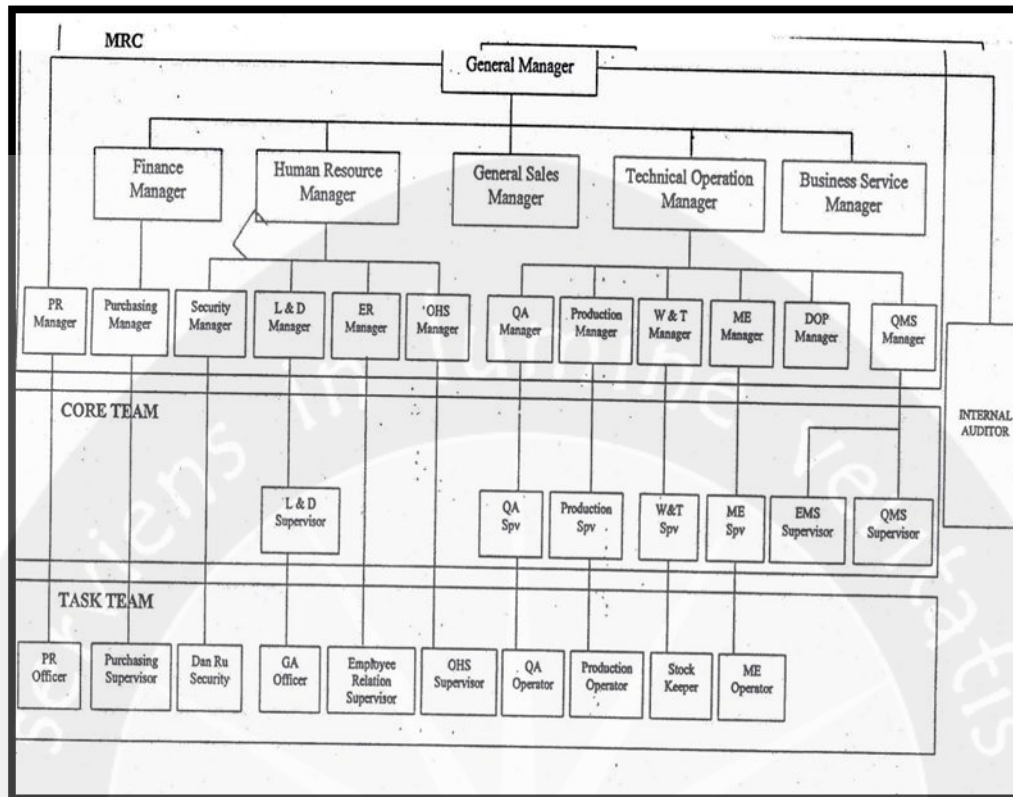 MRC
General Manager
Finance
Manager
Human Resource
Manager
General Sales
Manager
Technical Operation
Manager
Business Service
Manager
PR
Manager
Purchasing
Manager
Security
Manager
L & D
Manager
ER
Manager
OHS
Manager
QA
Manager
Production
Manager
W & T
Manager
ME
Manager
DOP
Manager
QMS
Manager
INTERNAL
AUDITOR
CORE TEAM
L & D
Supervisor
QA
Spv
Production
Spv
W&T
Spv
ME
Spv
EMS
Supervisor
QMS
Supervisor
TASK TEAM
PR
Officer
Purchasing
Supervisor
Dan Ru
Security
GA
Officer
Employee
Relation
Supervisor
OHS
Supervisor
QA
Operator
Production
Operator
Stock
Keeper
ME
Operator
serviens in lumine veritatis